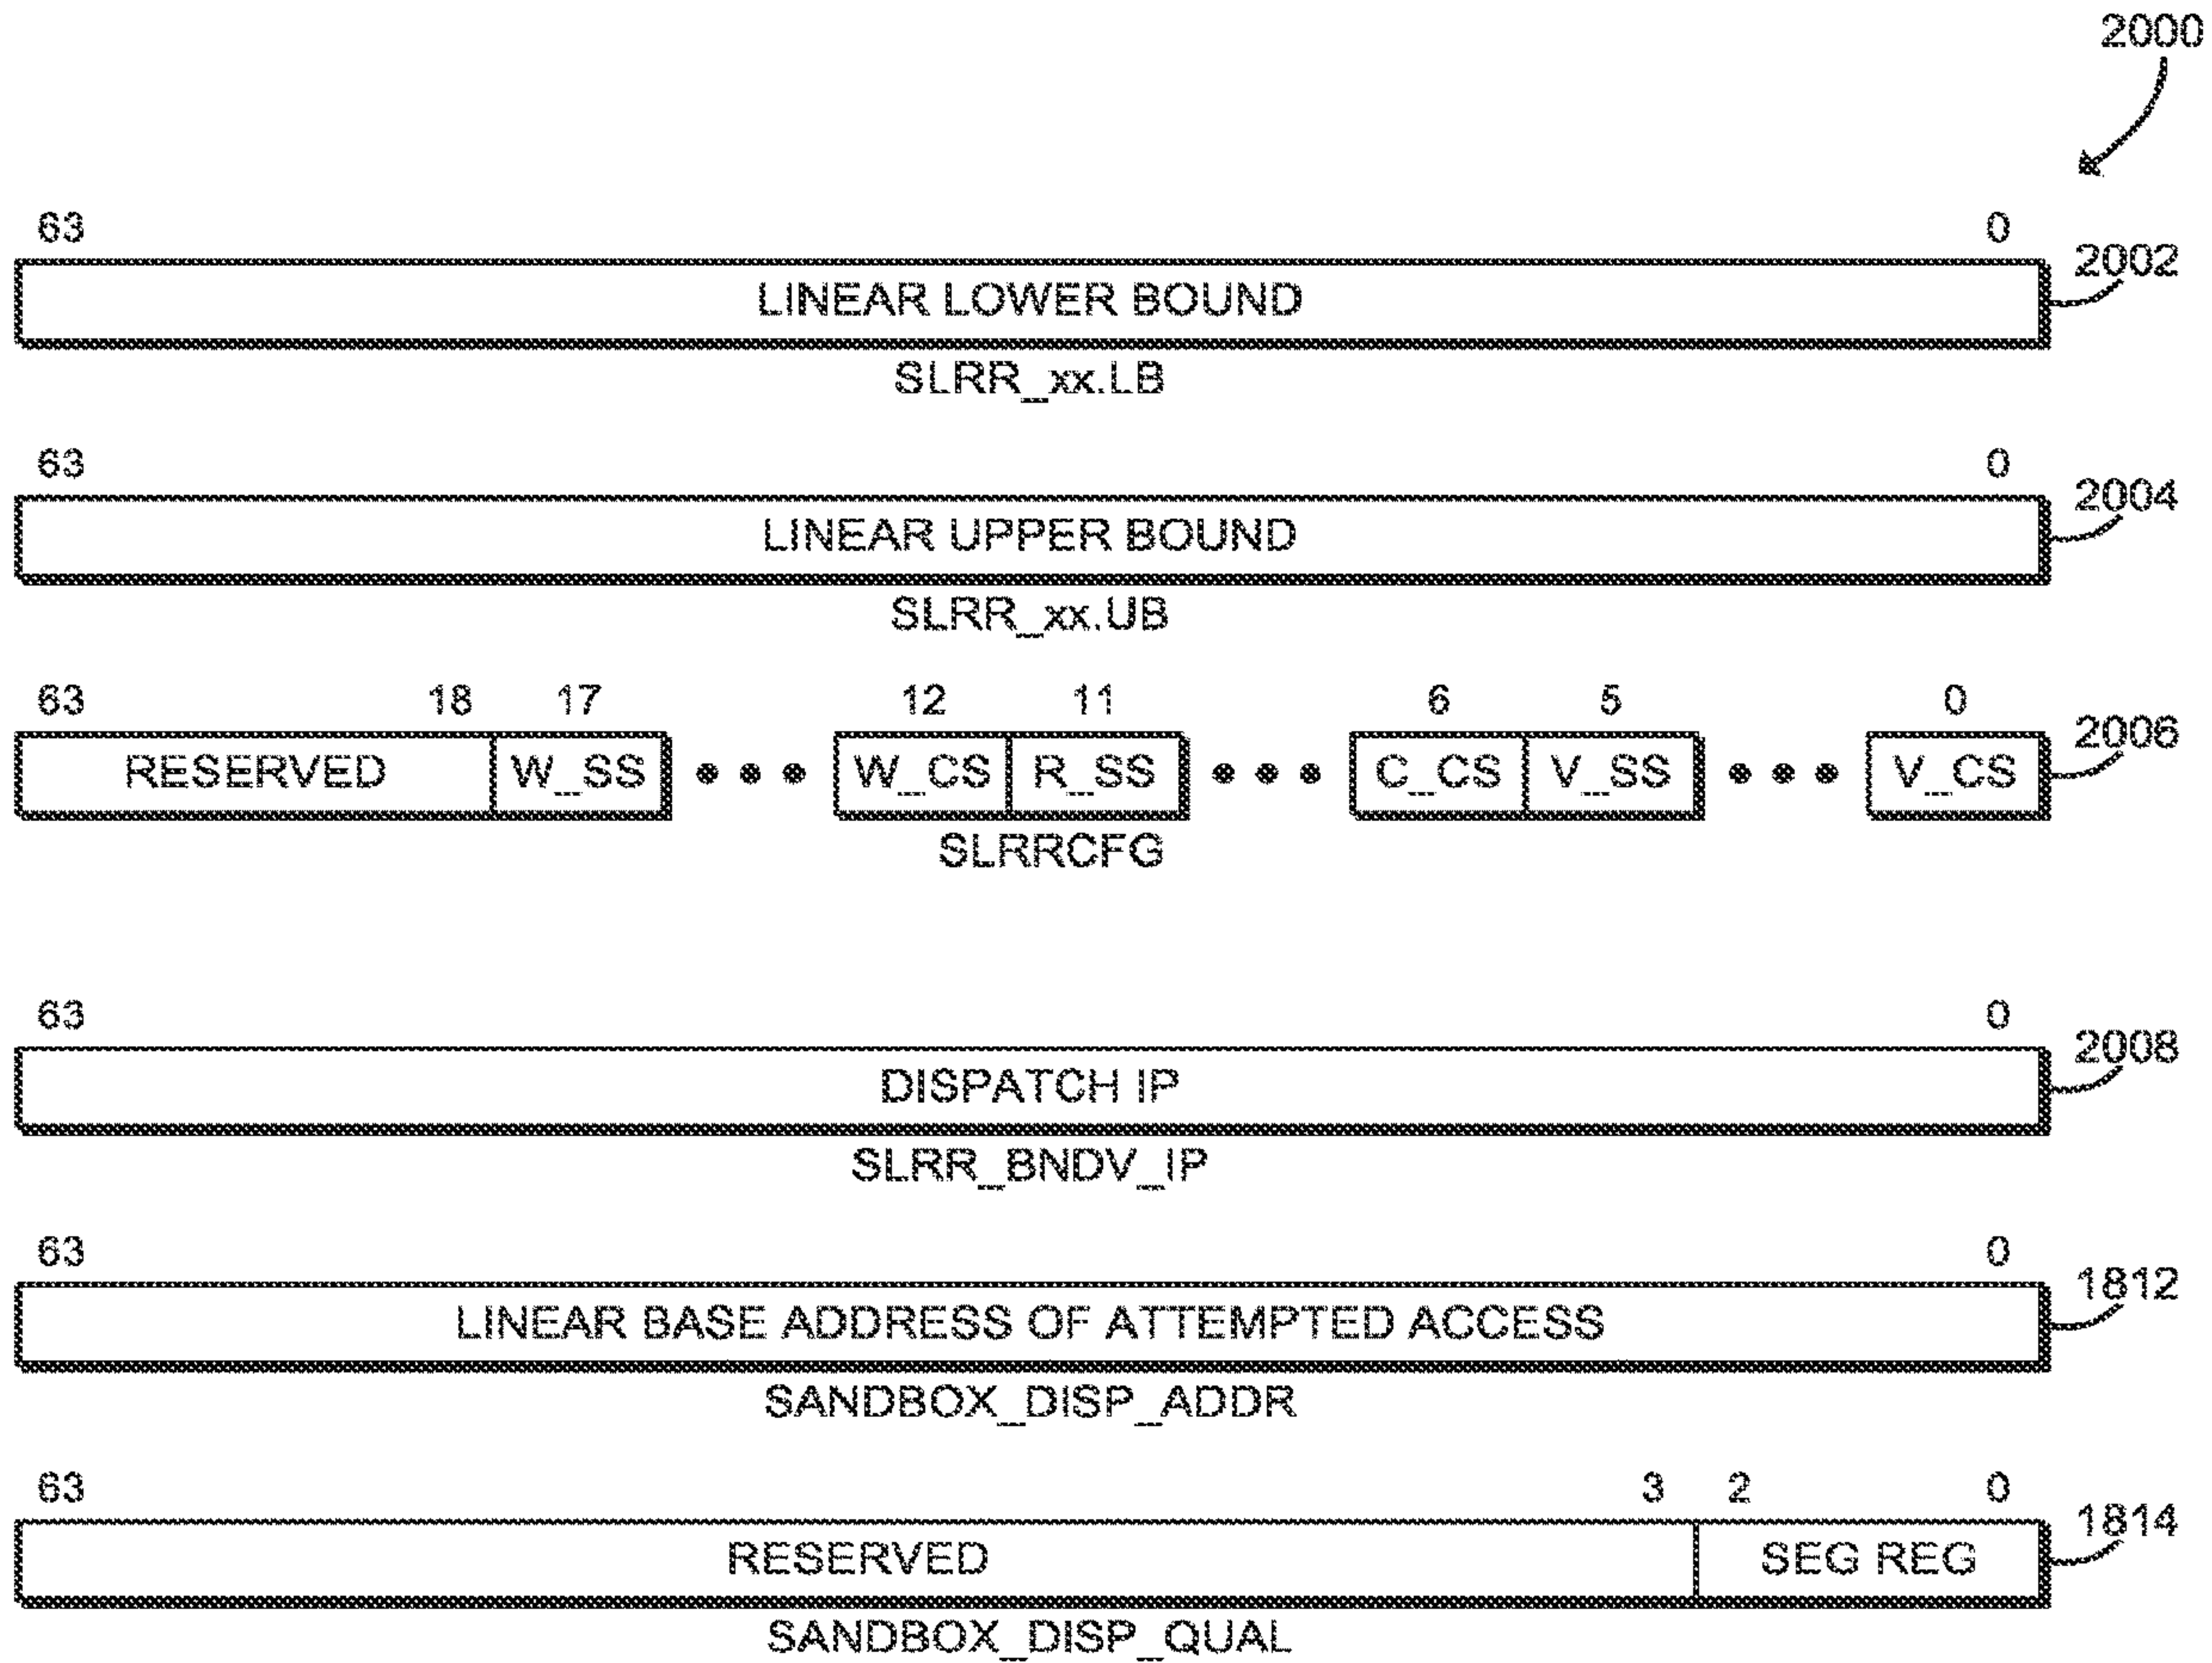 2000
63 0
2002
LINEAR LOWER BOUND
SLRR_xx.LB
63 0
2004
LINEAR UPPER BOUND
SLRR_xx.UB
63 18 17 12 11 6 5 0
2006
RESERVED W_SS ● ● ● W_CS R_SS ● ● ● C_CS V_SS ● ● ● V_CS
SLRRCFG
63 0
2008
DISPATCH IP
SLRR_BNDV_IP
63 0
1812
LINEAR BASE ADDRESS OF ATTEMPTED ACCESS
SANDBOX_DISP_ADDR
63 3 2 0
1814
RESERVED SEG REG
SANDBOX_DISP_QUAL